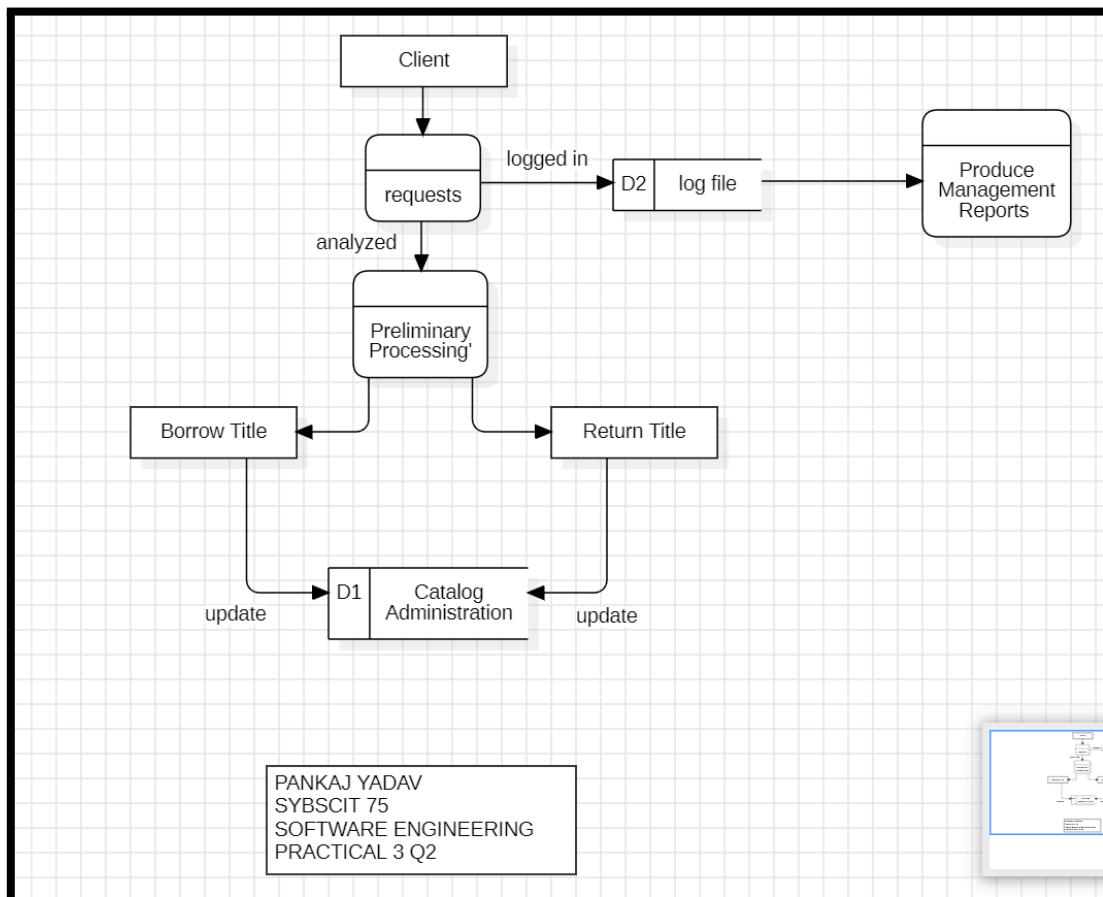 Client
requests
logged in
D2
log file
Produce
Management
Reports
analyzed
Preliminary
Processing'
Borrow Title
Return Title
D1
Catalog
Administration
update
update
PANKAJ YADAV
SYBSCIT 75
SOFTWARE ENGINEERING
PRACTICAL 3 Q2